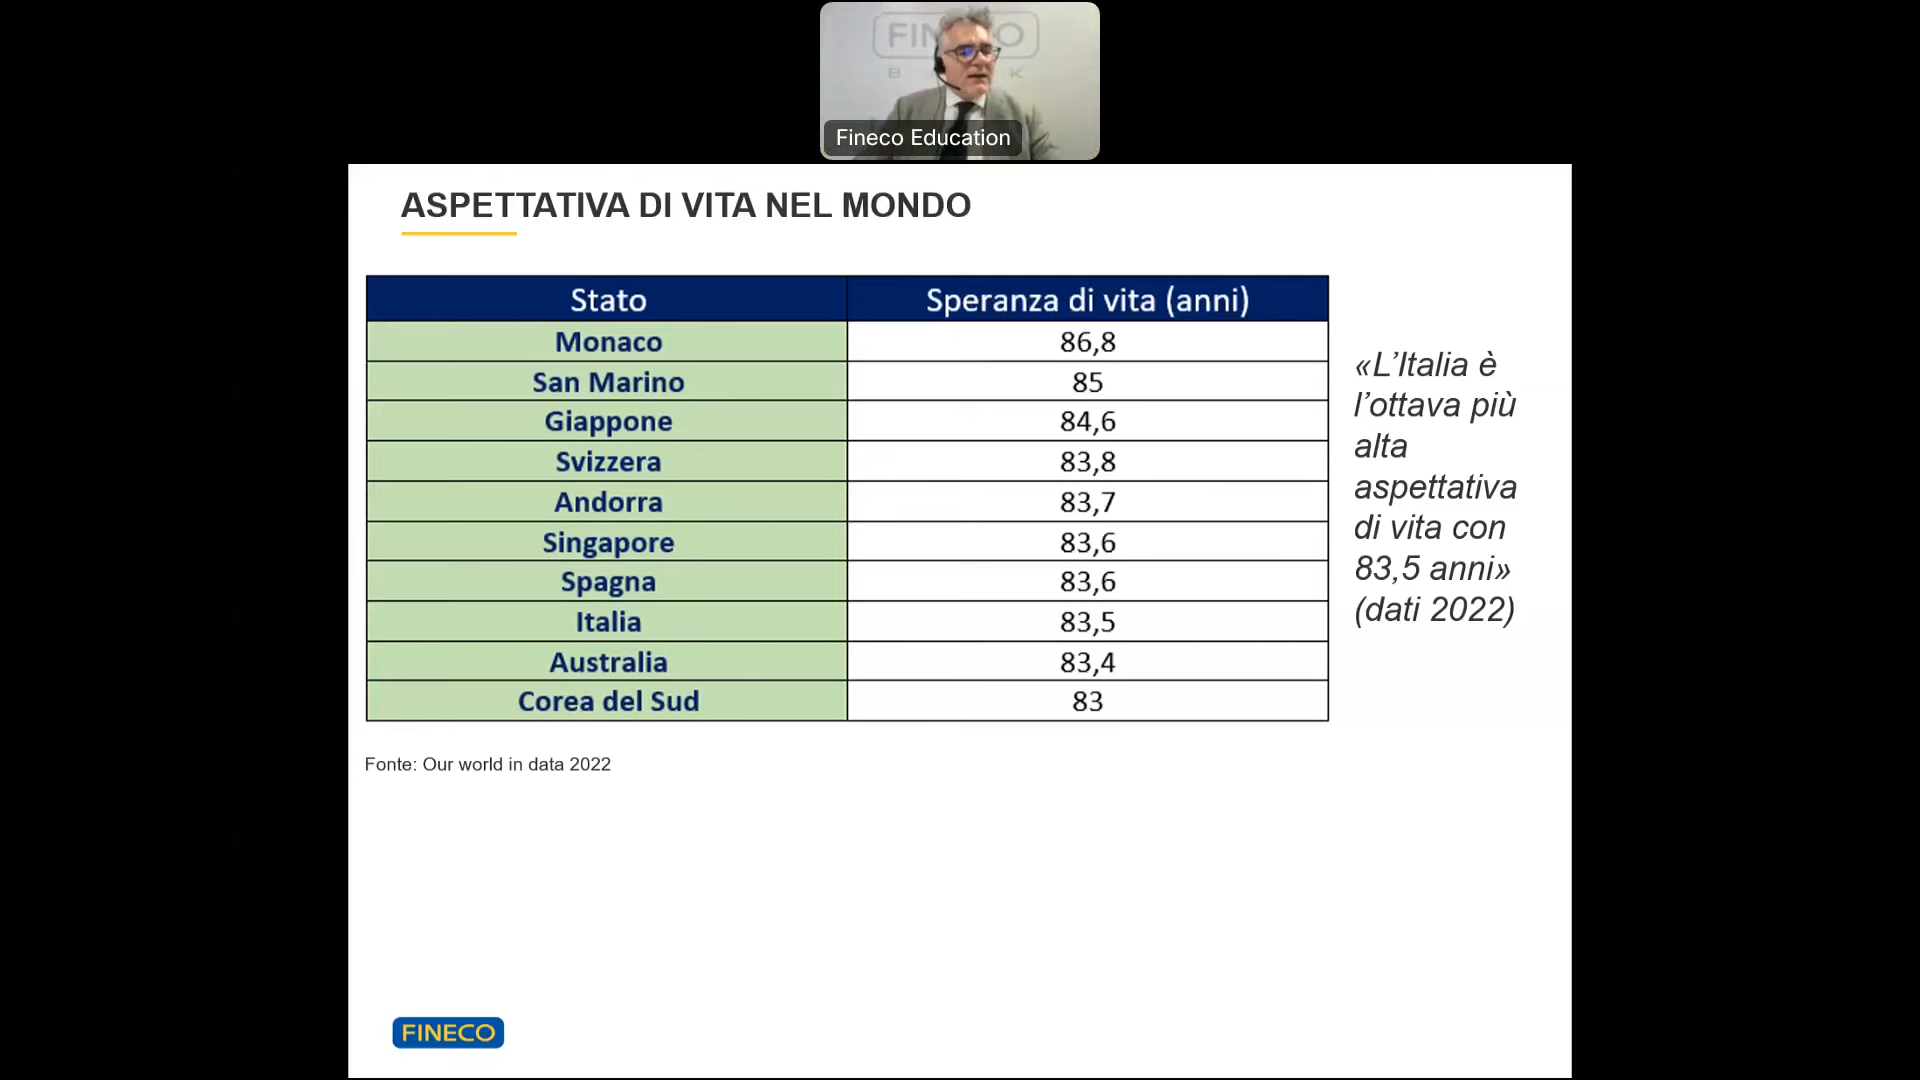 FINECO
B K
Fineco Education
ASPETTATIVA DI VITA NEL MONDO
Stato Speranza di vita (anni)
Monaco 86,8
San Marino 85
Giappone 84,6
Svizzera 83,8
Andorra 83,7
Singapore 83,6
Spagna 83,6
Italia 83,5
Australia 83,4
Corea del Sud 83
«L’Italia è
l’ottava più
alta
aspettativa
di vita con
83,5 anni»
(dati 2022)
Fonte: Our world in data 2022
FINECO